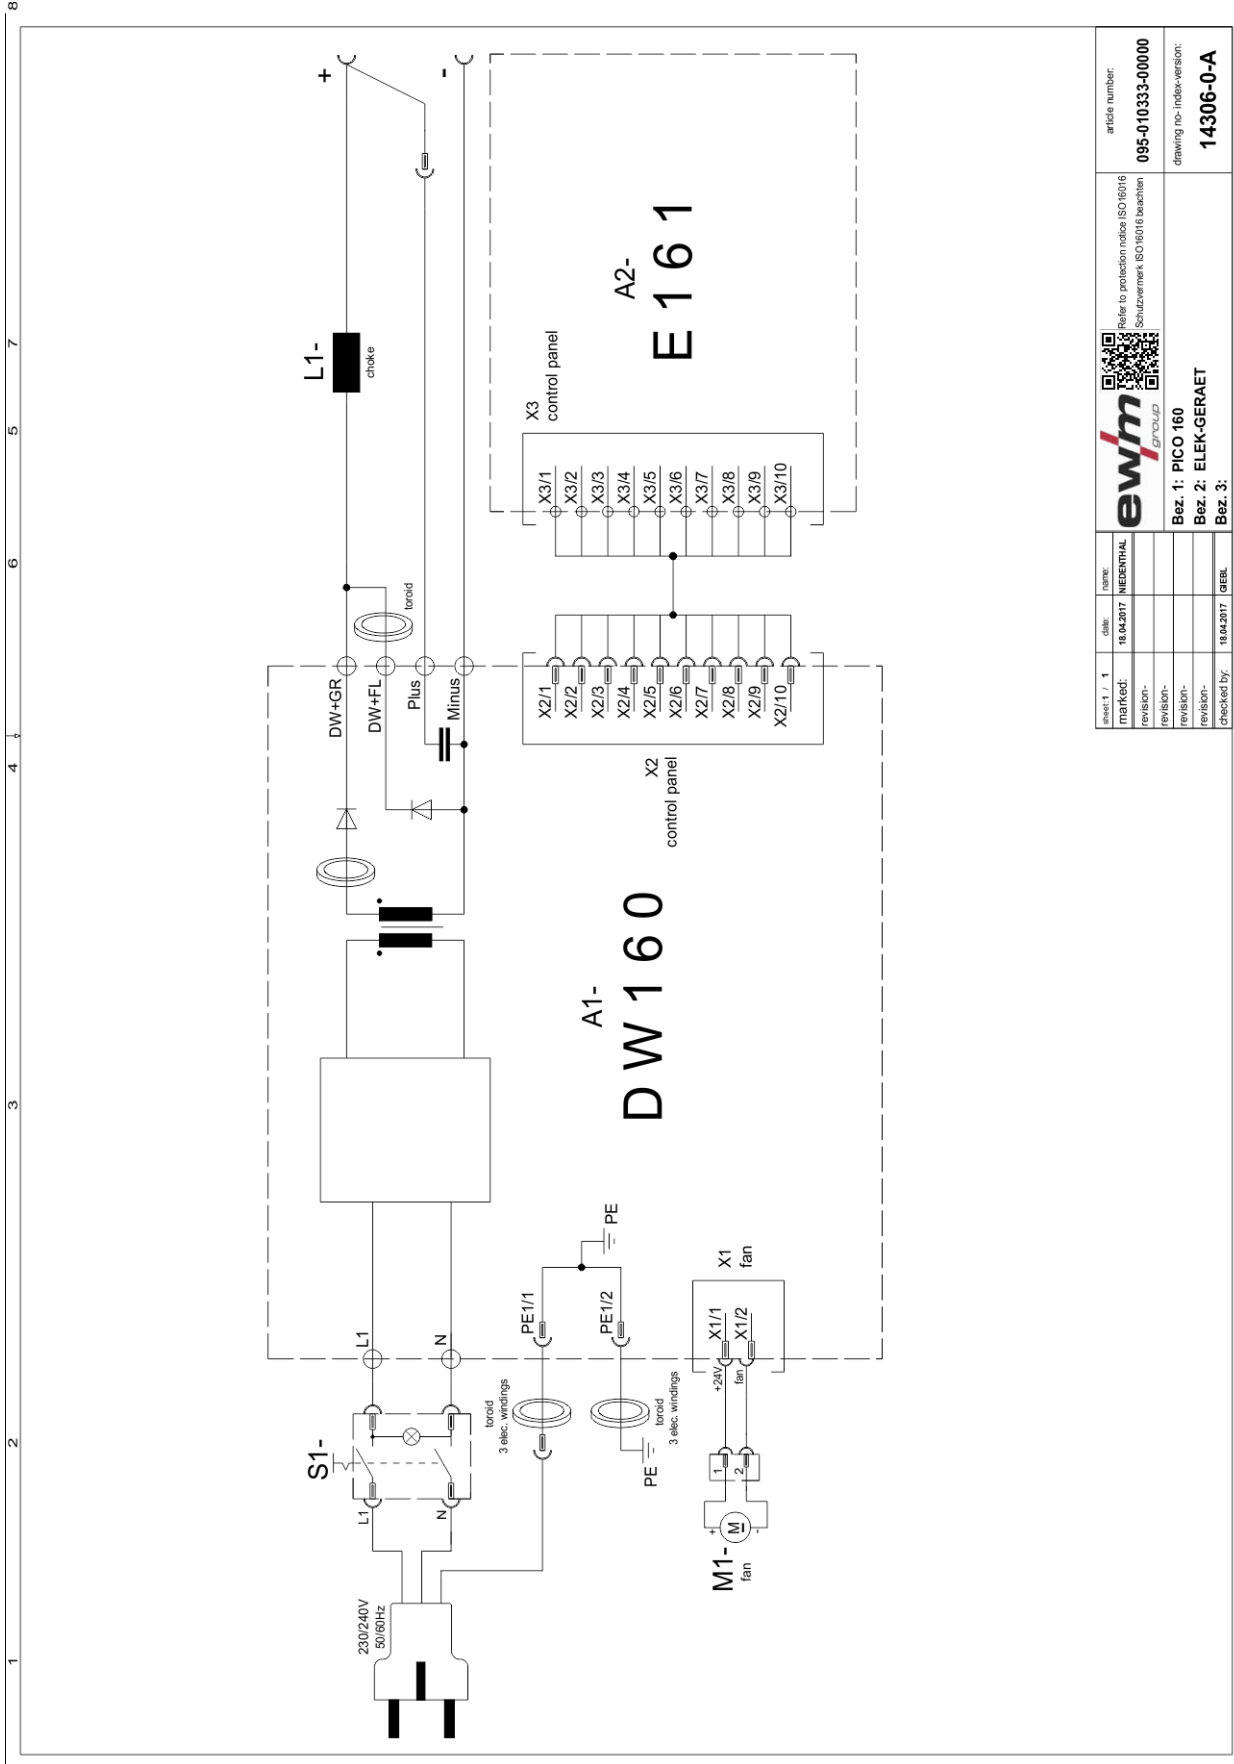 1
2
3
4
6
5
7
8
230/240V
50/60Hz
S1-
L1
N
L1
N
toroid
3 elec. windings
PE1/1
PE1/2
PE
PE
toroid
3 elec. windings
M1-
fan
+
M
-
1
2
+24V
fan
X1/1
X1/2
X1
fan
A1-
DW160
DW+GR
DW+FL
Plus
Minus
toroid
L1-
choke
+
-
X2
control panel
X2/1
X2/2
X2/3
X2/4
X2/5
X2/6
X2/7
X2/8
X2/9
X2/10
X3/1
X3/2
X3/3
X3/4
X3/5
X3/6
X3/7
X3/8
X3/9
X3/10
X3
control panel
A2-
E161
sheet: 1 / 1
date:
name:
marked:
18.04.2017
NIEDENTHAL
revision-
revision-
revision-
revision-
checked by:
18.04.2017
GIEBL
ewm
group
Refer to protection notice ISO16016
Schutzvermerk ISO16016 beachten
Bez. 1: PICO 160
Bez. 2: ELEK-GERAET
Bez. 3:
article number:
095-010333-00000
drawing no- index-version:
14306-0-A